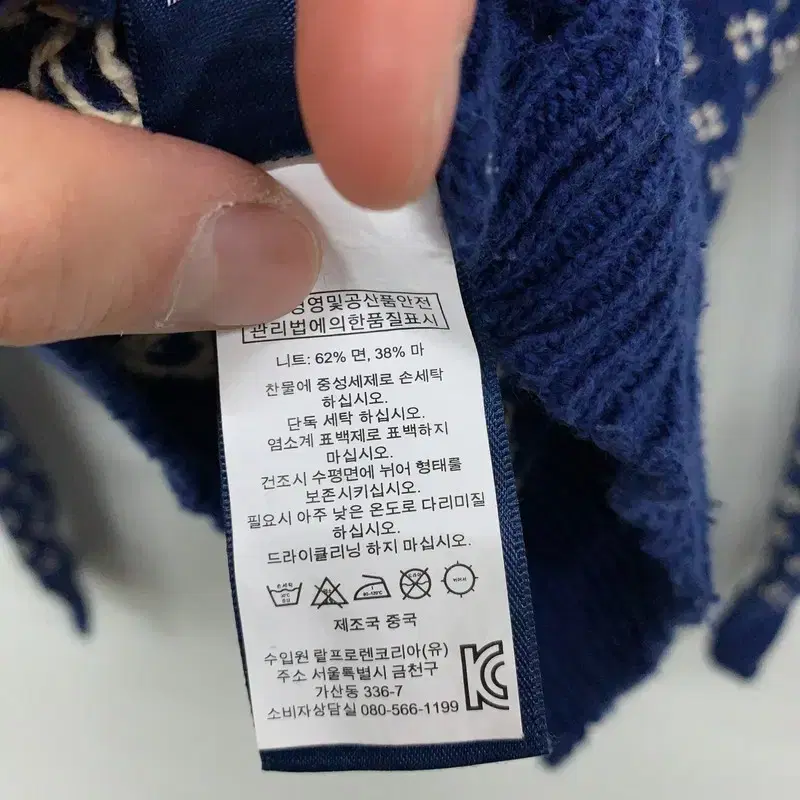 영및공산품안전
관리법에의한품질표시
니트: 62% 면, 38% 마
찬물에 중성세제로 손세탁
하십시오.
단독 세탁 하십시오.
염소계 표백제로 표백하지
마십시오.
건조시 수평면에 뉘어 형태를
보존시키십시오.
필요시 아주 낮은 온도로 다리미질
하십시오.
드라이클리닝 하지 마십시오.
제조국 중국
수입원 랄프로렌코리아(유)
주소 서울특별시 금천구
가산동 336-7
소비자상담실 080-566-1199